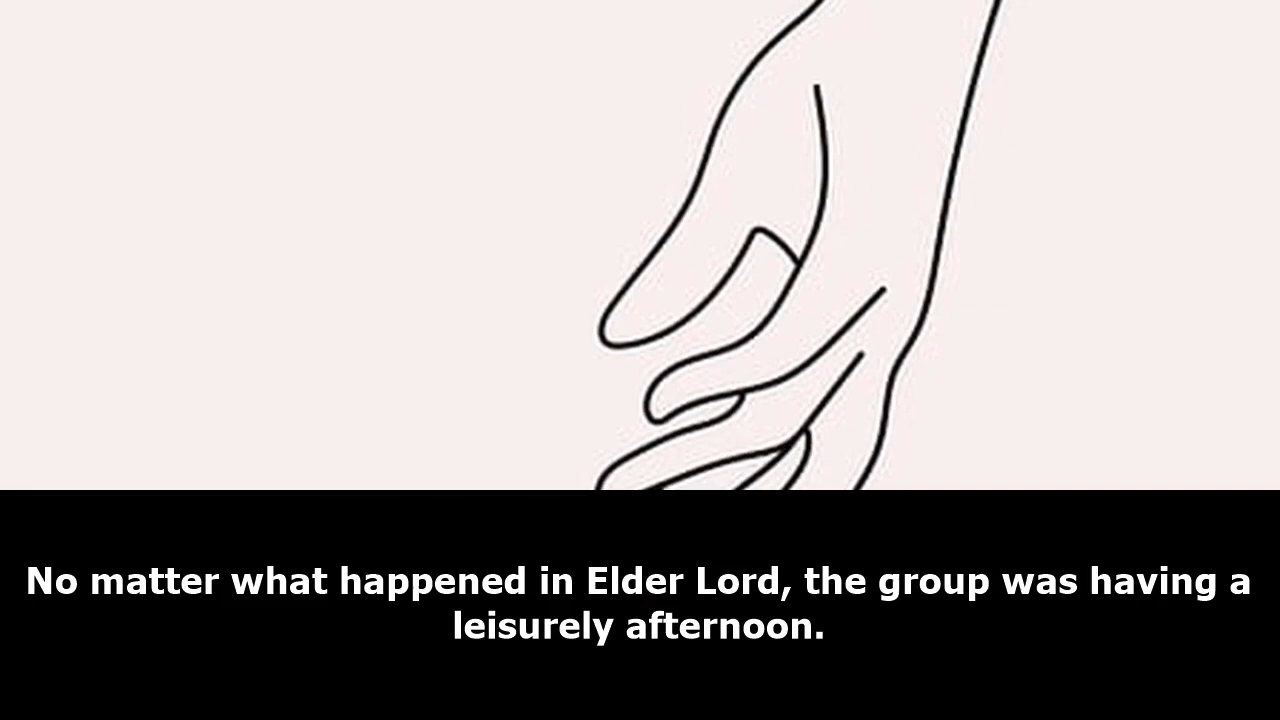 No matter what happened in Elder Lord, the group was having a
leisurely afternoon.